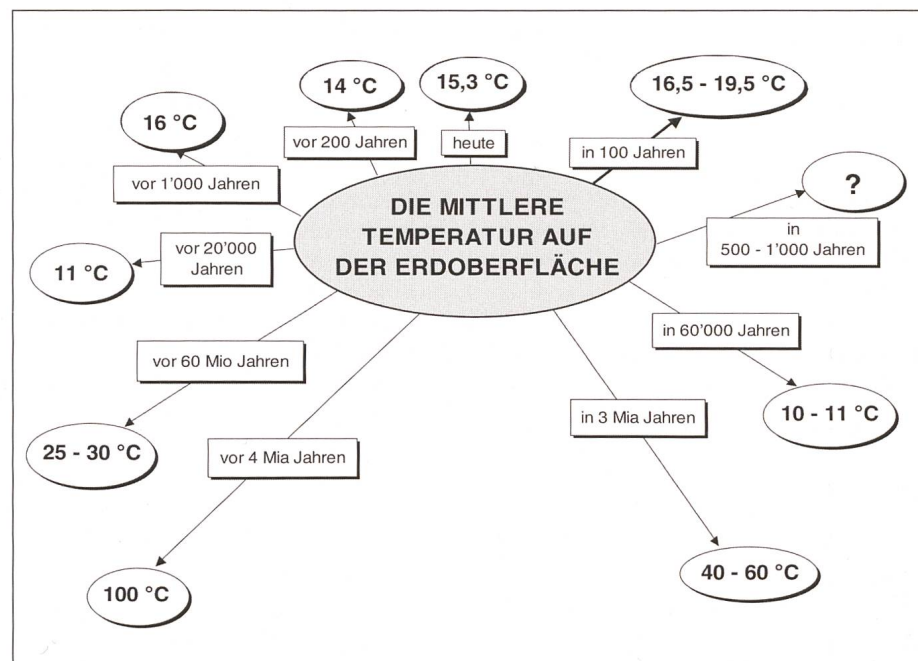 14 °C
15,3 °C
16,5 - 19,5 °C
16 °C
vor 200 Jahren
heute
in 100 Jahren
vor 1'000 Jahren
?
DIE MITTLERE
TEMPERATUR AUF
DER ERDOBERFLÄCHE
in
500 - 1'000 Jahren
vor 20'000
Jahren
11 °C
in 60'000 Jahren
vor 60 Mio Jahren
10 - 11 °C
in 3 Mia Jahren
25 - 30 °C
vor 4 Mia Jahren
40 - 60 °C
100 °C